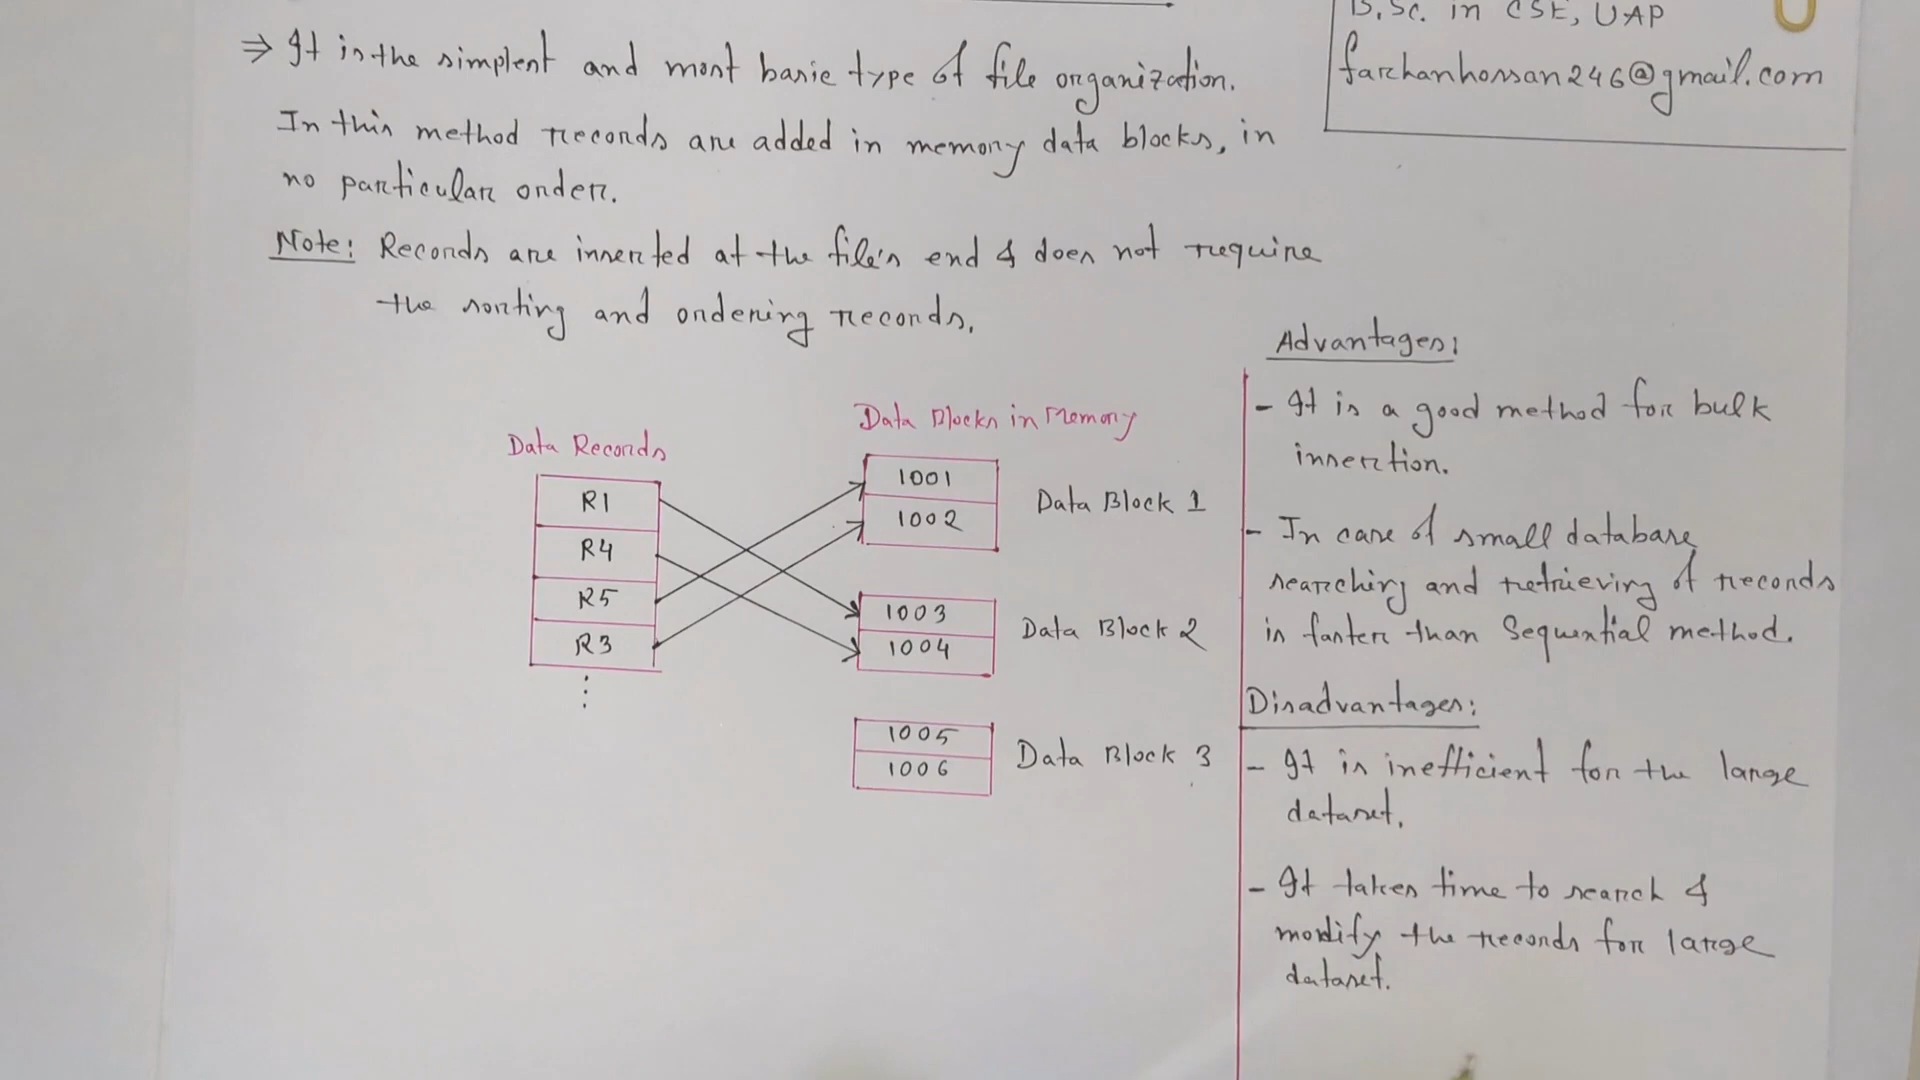 B.Sc. in CSE, UAP
farhanhossan246@gmail.com
⇒ It is the simplest and most basic type of file organization.
In this method records are added in memory data blocks, in
no particular order.
Note: Records are inserted at the file's end & does not require
the sorting and ordering records.
Data Records
R1
R4
R5
R3
⋮
Data Blocks in Memory
1001
1002
Data Block 1
1003
1004
Data Block 2
1005
1006
Data Block 3
Advantages:
- It is a good method for bulk
insertion.
- In case of small database,
searching and retrieving of records
is faster than Sequential method.
Disadvantages:
- It is inefficient for the large
dataset.
- It takes time to search &
modify the records for large
dataset.